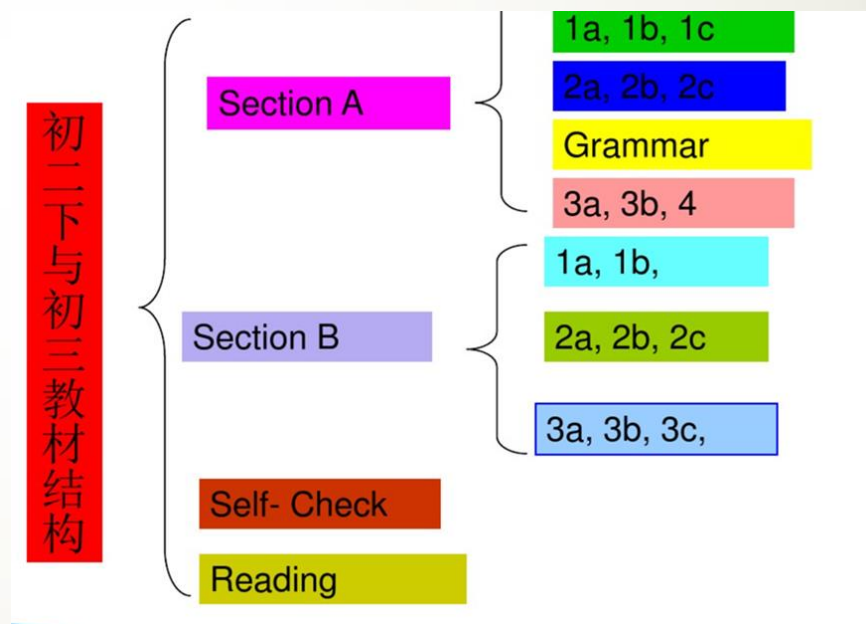 初二下与初三教材结构
Section A
1a, 1b, 1c
2a, 2b, 2c
Grammar
3a, 3b, 4
Section B
1a, 1b,
2a, 2b, 2c
3a, 3b, 3c,
Self- Check
Reading